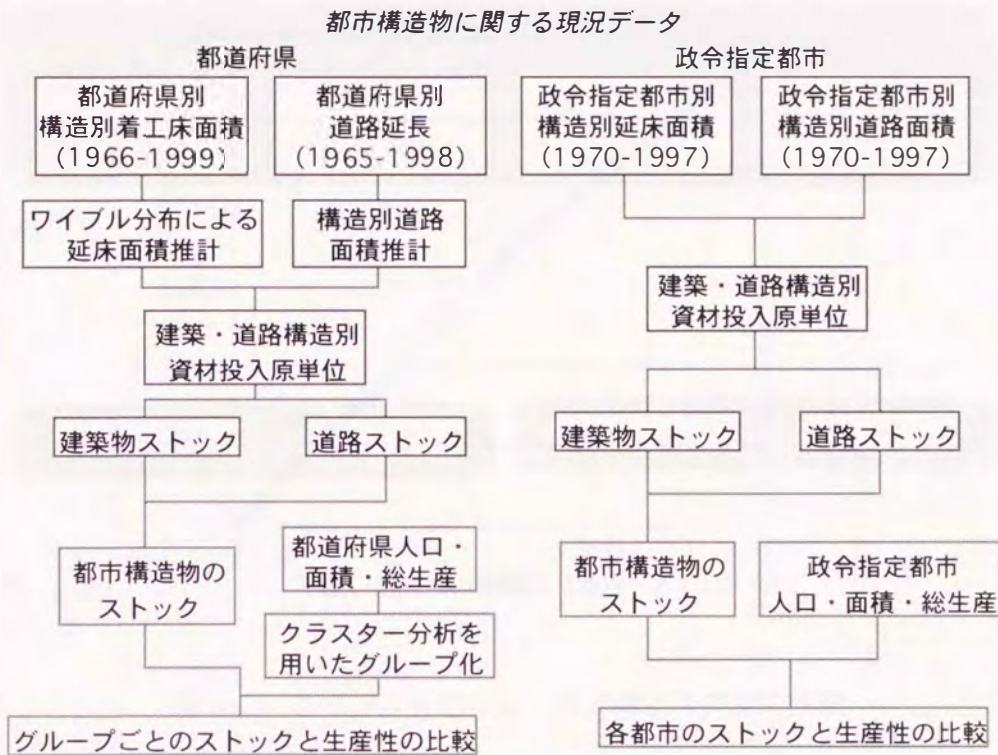 都市構造物に関する現況データ
都道府県
都道府県別
構造別着工床面積
(1966-1999)
都道府県別
道路延長
(1965-1998)
ワイブル分布による
延床面積推計
構造別道路
面積推計
建築・道路構造別
資材投入原単位
建築物ストック
道路ストック
都市構造物の
ストック
都道府県人口・
面積・総生産
クラスター分析を
用いたグループ化
グループごとのストックと生産性の比較
政令指定都市
政令指定都市別
構造別延床面積
(1970-1997)
政令指定都市別
構造別道路面積
(1970-1997)
建築・道路構造別
資材投入原単位
建築物ストック
道路ストック
都市構造物の
ストック
政令指定都市
人口・面積・総生産
各都市のストックと生産性の比較